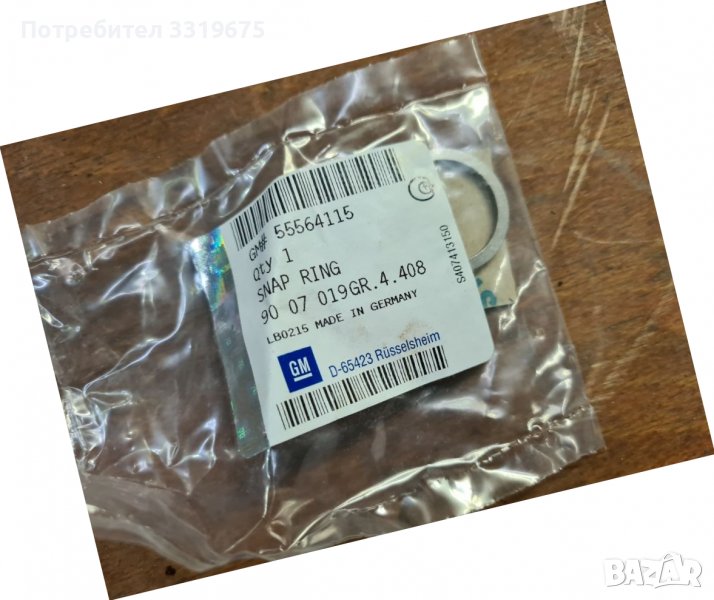 Потребител 3319675
GM# 55564115
Qty 1
SNAP RING
90 07 019GR.4.408
LB0215 MADE IN GERMANY
GM
D-65423 Rüsselsheim
S407413150
BAZAR